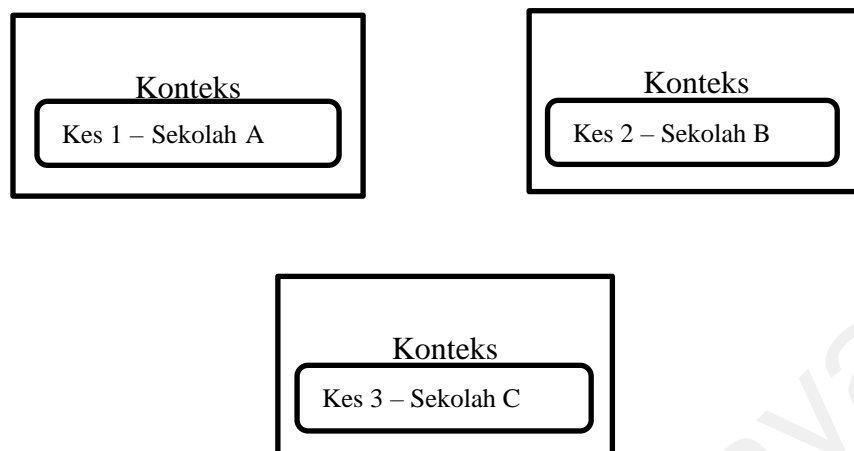 Konteks
Kes 1 – Sekolah A
Konteks
Kes 2 – Sekolah B
Konteks
Kes 3 – Sekolah C